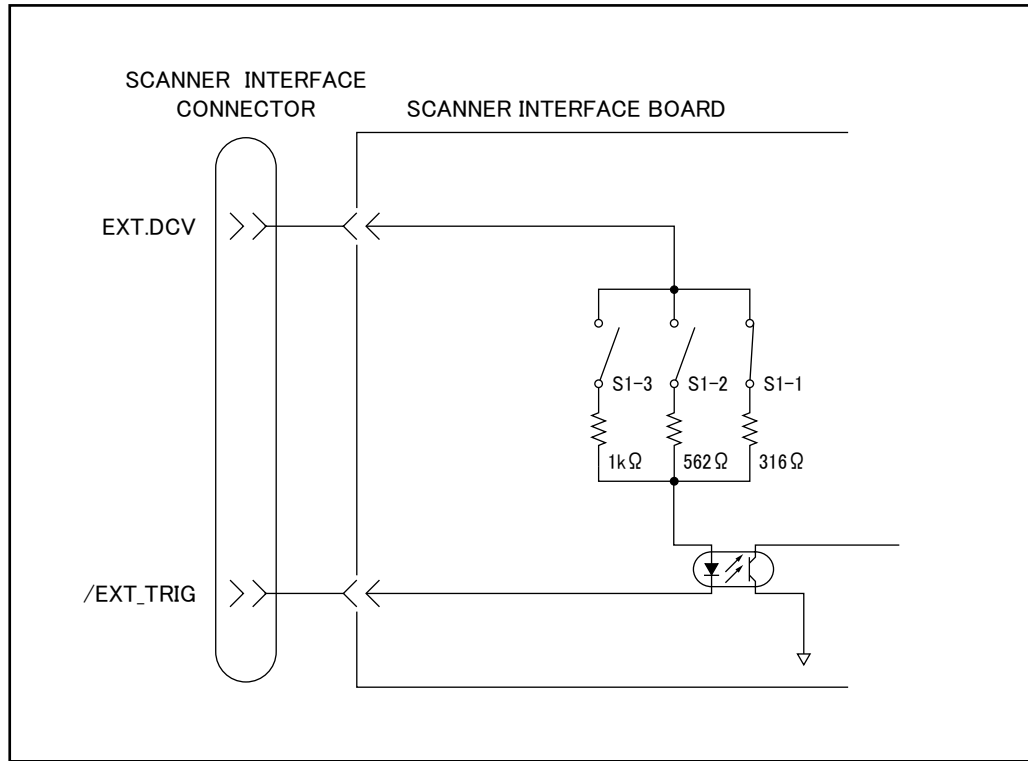 SCANNER INTERFACE
CONNECTOR
SCANNER INTERFACE BOARD
EXT.DCV
S1-3
S1-2
S1-1
1kΩ
562Ω
316Ω
/EXT_TRIG